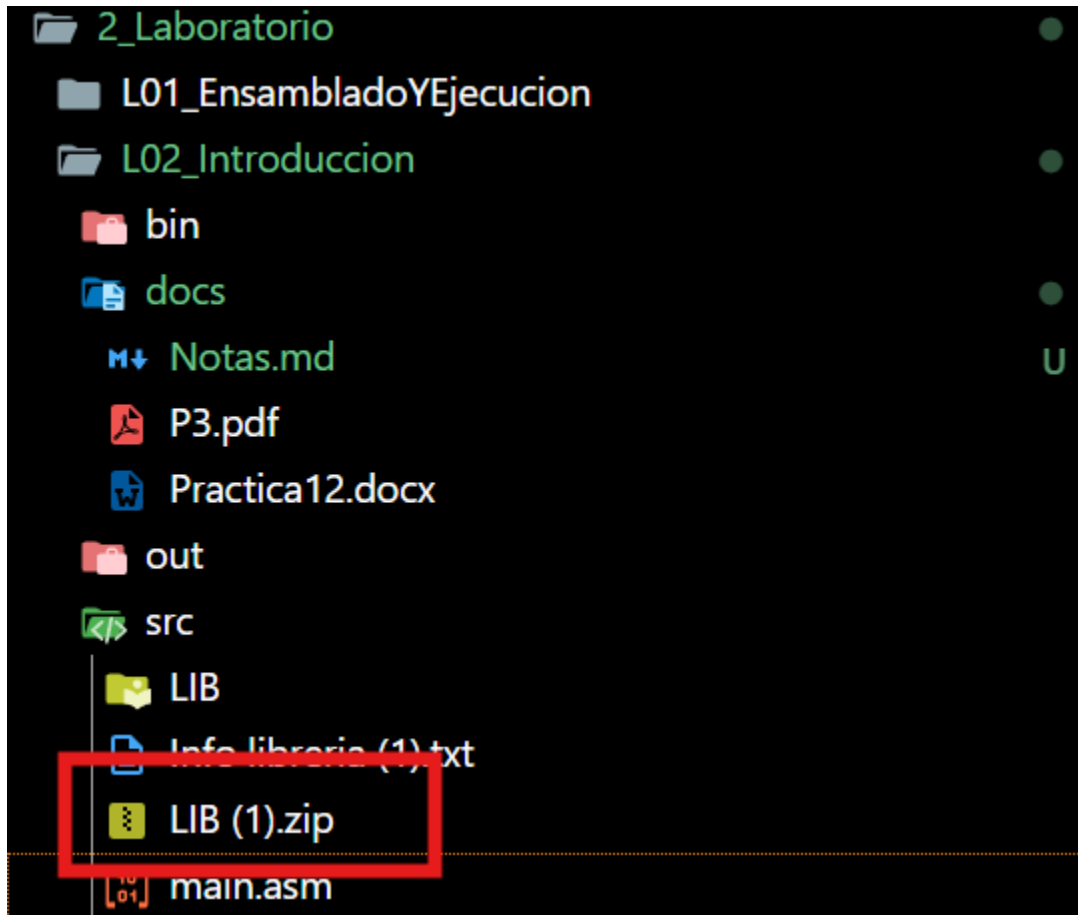 2_Laboratorio
L01_EnsambladoYEjecucion
L02_Introduccion
bin
docs
Notas.md U
P3.pdf
Practica12.docx
out
src
LIB
Info libreria (1).txt
LIB (1).zip
main.asm